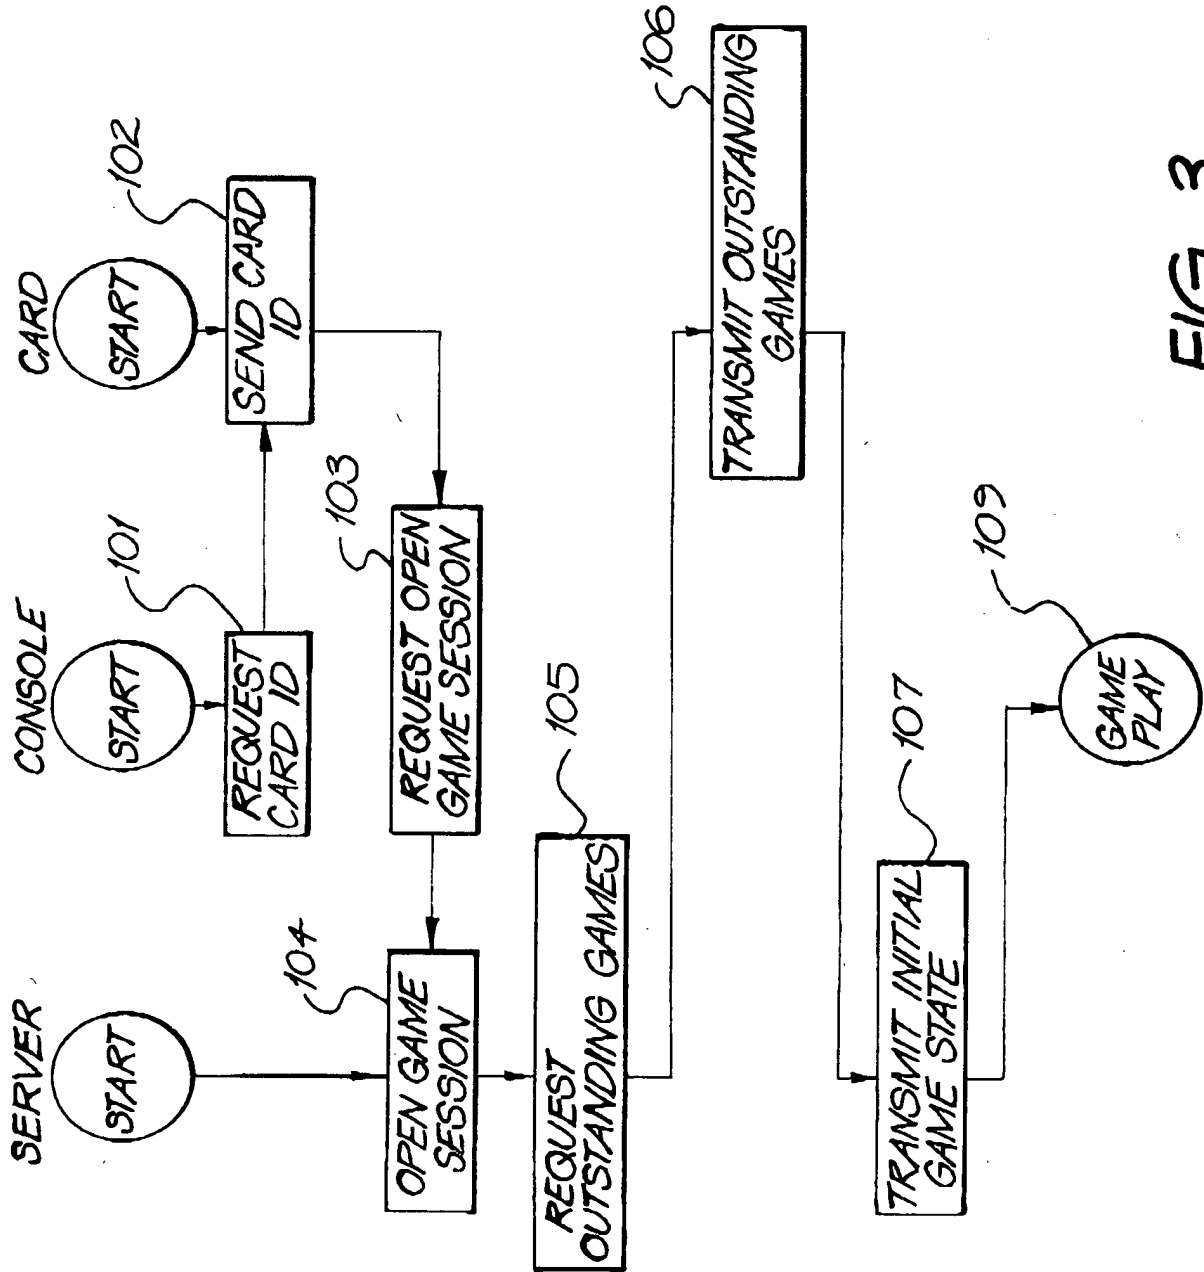 SERVER
CONSOLE
CARD
START
START
START
101
REQUEST
CARD ID
102
SEND CARD
ID
103
REQUEST OPEN
GAME SESSION
104
OPEN GAME
SESSION
105
REQUEST
OUTSTANDING GAMES
106
TRANSMIT OUTSTANDING
GAMES
107
TRANSMIT INITIAL
GAME STATE
109
GAME
PLAY
FIG. 3